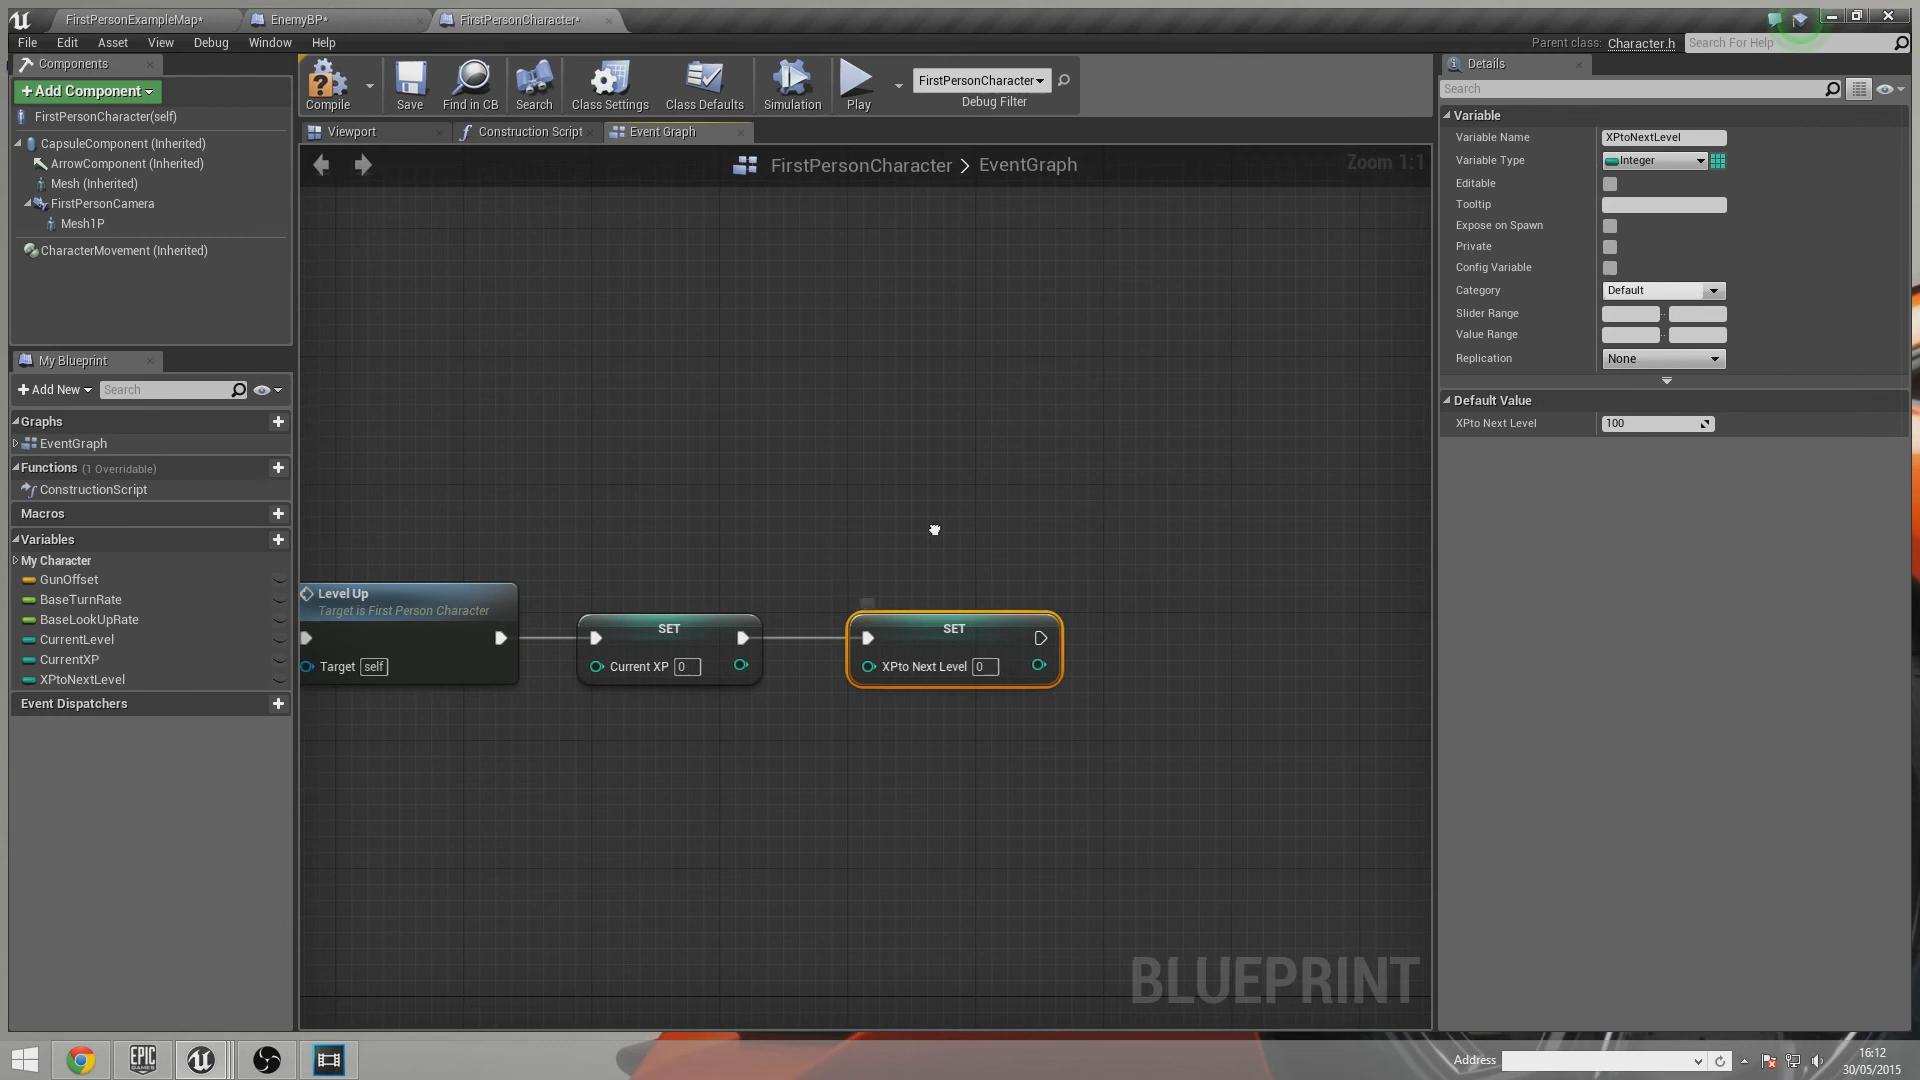 FirstPersonExampleMap*
EnemyBP*
FirstPersonCharacter*
File Edit Asset View Debug Window Help
Parent class: Character.h
Search For Help
Components
+Add Component
FirstPersonCharacter(self)
CapsuleComponent (Inherited)
ArrowComponent (Inherited)
Mesh (Inherited)
FirstPersonCamera
Mesh1P
CharacterMovement (Inherited)
Compile
Save
Find in CB
Search
Class Settings
Class Defaults
Simulation
Play
FirstPersonCharacter
Debug Filter
Viewport
Construction Script
Event Graph
FirstPersonCharacter > EventGraph
Zoom 1:1
My Blueprint
+Add New
Search
Graphs
EventGraph
Functions (1 Overridable)
ConstructionScript
Macros
Variables
My Character
GunOffset
BaseTurnRate
BaseLookUpRate
CurrentLevel
CurrentXP
XPtoNextLevel
Event Dispatchers
Level Up
Target is First Person Character
Target self
SET
Current XP 0
SET
XPto Next Level 0
BLUEPRINT
Details
Search
Variable
Variable Name XPtoNextLevel
Variable Type Integer
Editable
Tooltip
Expose on Spawn
Private
Config Variable
Category Default
Slider Range
Value Range
Replication None
Default Value
XPto Next Level 100
EPIC
GAMES
Address
16:12
30/05/2015